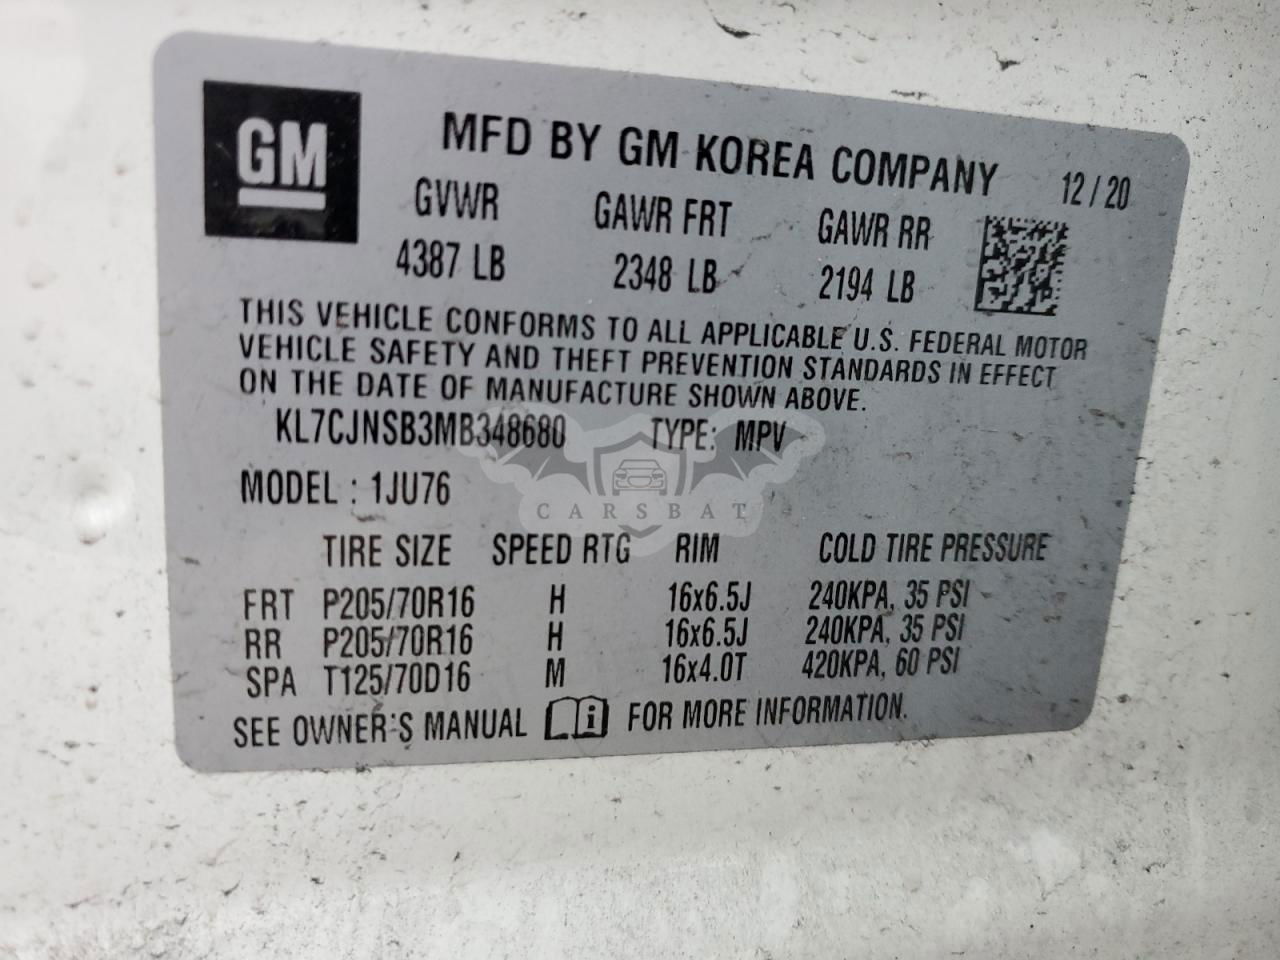 GM
MFD BY GM KOREA COMPANY 12/20
GVWR GAWR FRT GAWR RR
4387 LB 2348 LB 2194 LB
THIS VEHICLE CONFORMS TO ALL APPLICABLE U.S. FEDERAL MOTOR
VEHICLE SAFETY AND THEFT PREVENTION STANDARDS IN EFFECT
ON THE DATE OF MANUFACTURE SHOWN ABOVE.
KL7CJNSB3MB348680 TYPE: MPV
MODEL : 1JU76
CARSBAT
TIRE SIZE SPEED RTG RIM COLD TIRE PRESSURE
FRT P205/70R16 H 16x6.5J 240KPA, 35 PSI
RR P205/70R16 H 16x6.5J 240KPA, 35 PSI
SPA T125/70D16 M 16x4.0T 420KPA, 60 PSI
SEE OWNER'S MANUAL i FOR MORE INFORMATION.